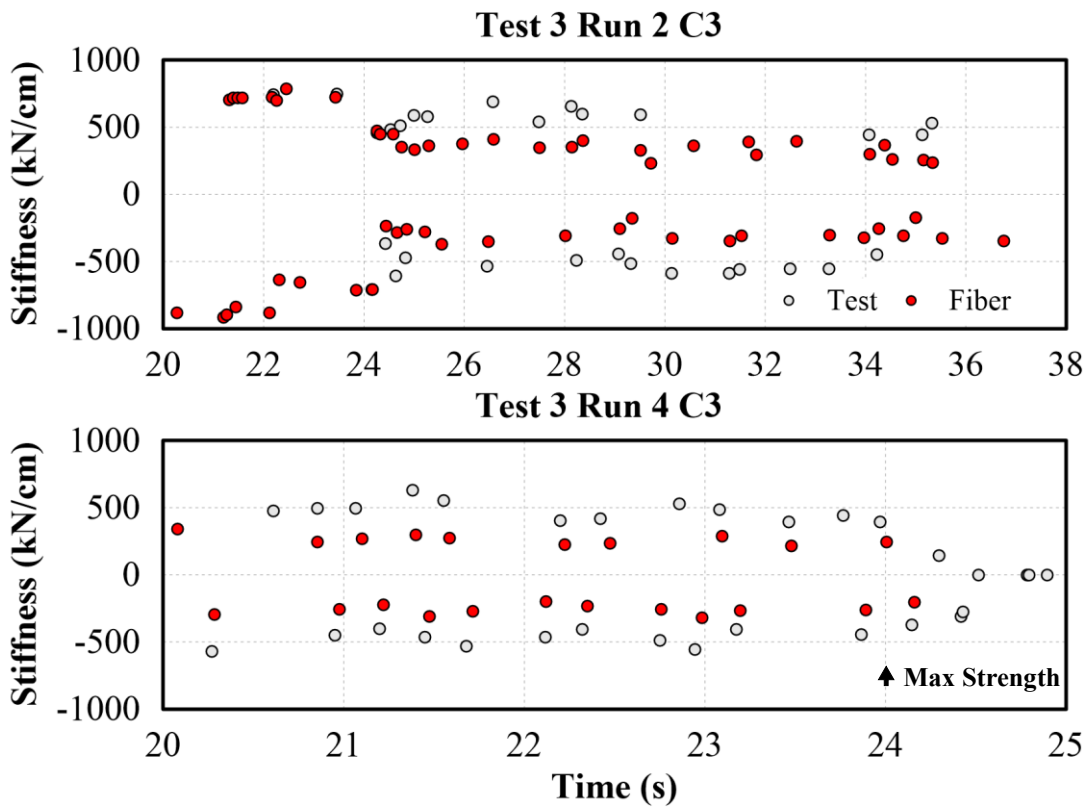 Test 3 Run 2 C3
Stiffness (kN/cm)
1000
500
0
-500
-1000
Test
Fiber
20 22 24 26 28 30 32 34 36 38
Test 3 Run 4 C3
Stiffness (kN/cm)
1000
500
0
-500
-1000
Max Strength
20 21 22 23 24 25
Time (s)